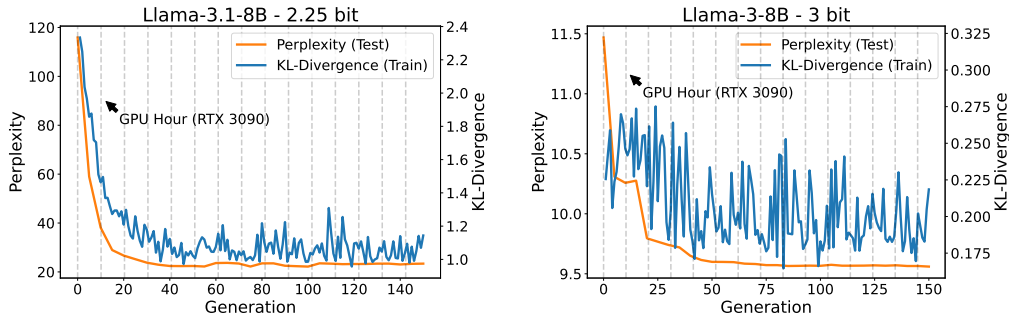 Llama-3.1-8B - 2.25 bit
Perplexity (Test)
KL-Divergence (Train)
GPU Hour (RTX 3090)
Perplexity
120
100
80
60
40
20
KL-Divergence
2.4
2.2
2.0
1.8
1.6
1.4
1.2
1.0
0 20 40 60 80 100 120 140
Generation
Llama-3-8B - 3 bit
Perplexity (Test)
KL-Divergence (Train)
GPU Hour (RTX 3090)
Perplexity
11.5
11.0
10.5
10.0
9.5
KL-Divergence
0.325
0.300
0.275
0.250
0.225
0.200
0.175
0 25 50 75 100 125 150
Generation